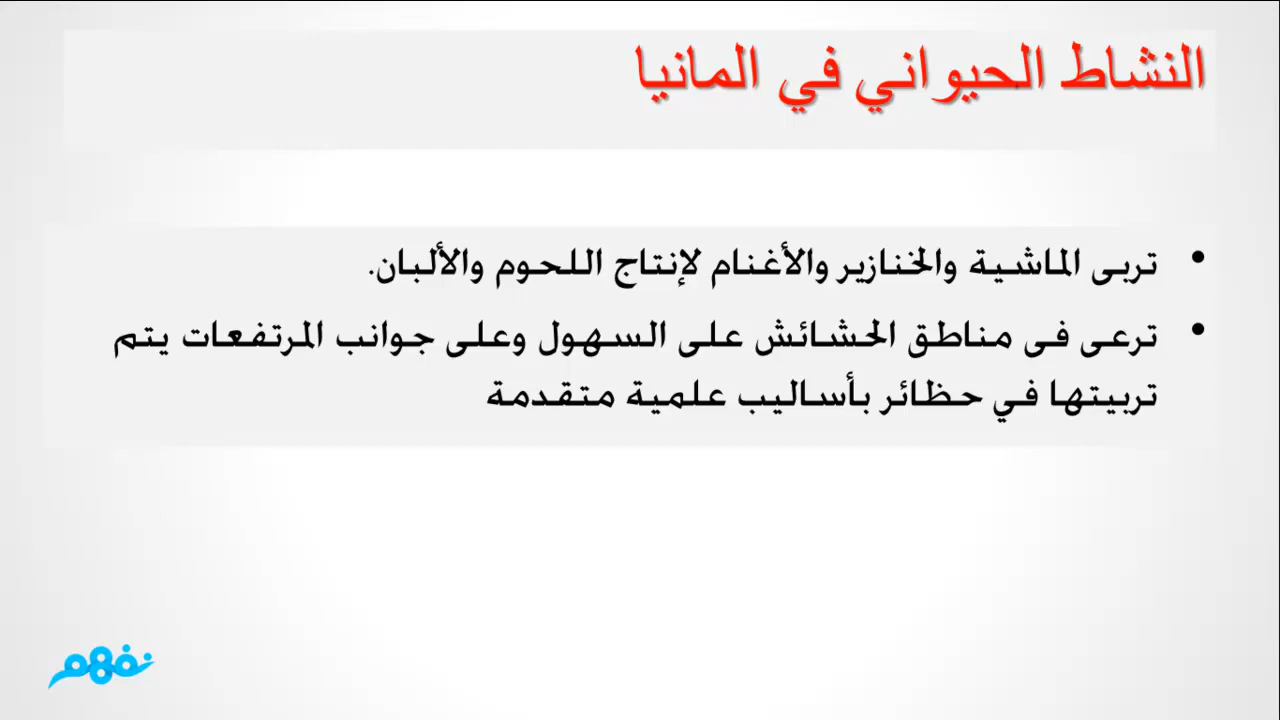 النشاط الحيواني في المانيا
• تربى الماشية والخنازير والأغنام لإنتاج اللحوم والألبان.
• ترعى فى مناطق الحشائش على السهول وعلى جوانب المرتفعات يتم
تربيتها في حظائر بأساليب علمية متقدمة
نفهم